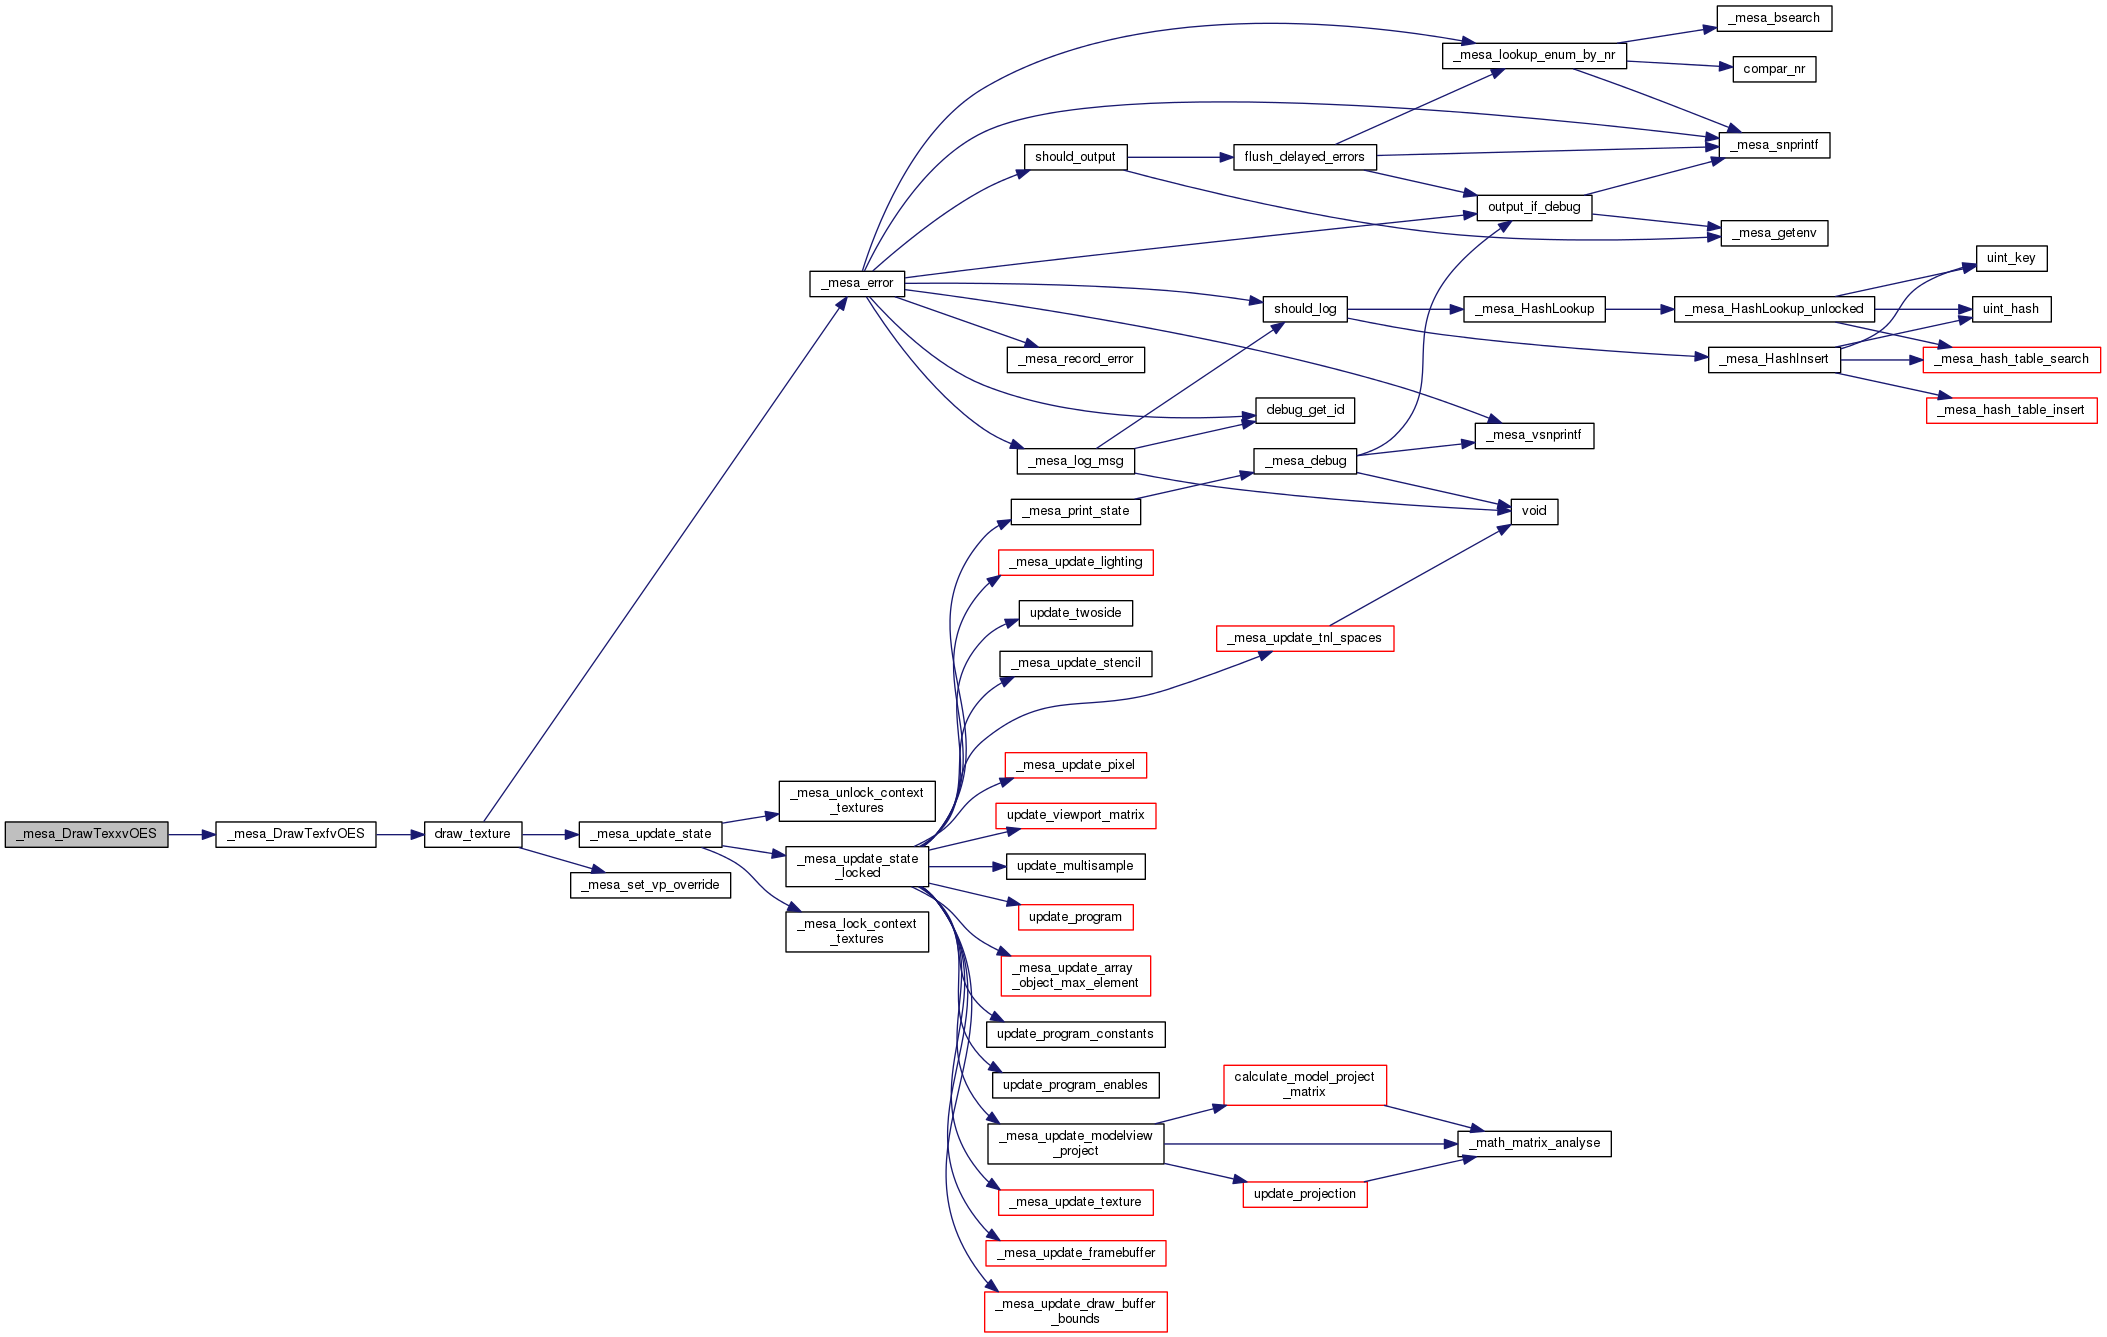 _mesa_DrawTexxvOES
_mesa_DrawTexfvOES
draw_texture
_mesa_error
_mesa_update_state
_mesa_set_vp_override
_mesa_unlock_context
_textures
_mesa_update_state
_locked
_mesa_lock_context
_textures
should_output
_mesa_record_error
_mesa_log_msg
_mesa_print_state
_mesa_update_lighting
update_twoside
_mesa_update_stencil
_mesa_update_pixel
update_viewport_matrix
update_multisample
update_program
_mesa_update_array
_object_max_element
update_program_constants
update_program_enables
_mesa_update_modelview
_project
_mesa_update_texture
_mesa_update_framebuffer
_mesa_update_draw_buffer
_bounds
flush_delayed_errors
should_log
debug_get_id
_mesa_debug
_mesa_update_tnl_spaces
calculate_model_project
_matrix
update_projection
_mesa_lookup_enum_by_nr
output_if_debug
_mesa_HashLookup
_mesa_vsnprintf
void
_math_matrix_analyse
_mesa_bsearch
compar_nr
_mesa_snprintf
_mesa_getenv
_mesa_HashLookup_unlocked
_mesa_HashInsert
uint_key
uint_hash
_mesa_hash_table_search
_mesa_hash_table_insert